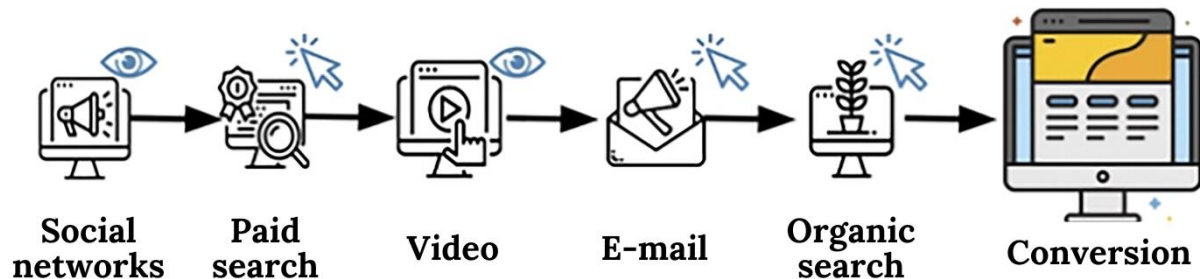 Social
networks
Paid
search
Video
E-mail
Organic
search
Conversion